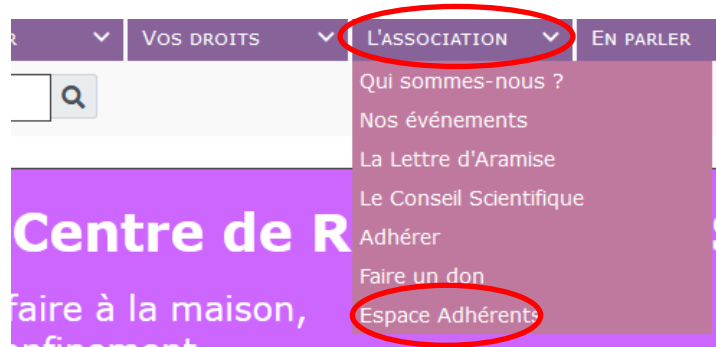 VOS DROITS
L'ASSOCIATION
EN PARLER
Qui sommes-nous ?
Nos événements
La Lettre d'Aramise
Le Conseil Scientifique
Adhérer
Faire un don
Espace Adhérents
Centre de R
faire à la maison,